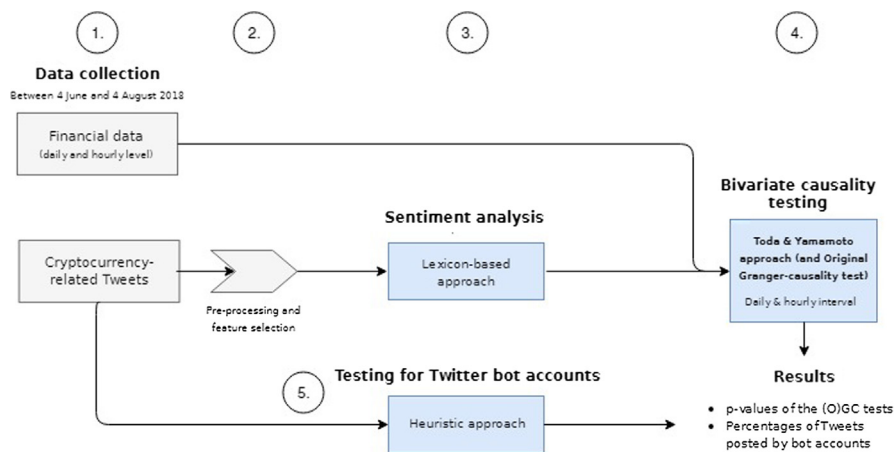 1.
2.
3.
4.
Data collection
Between 4 June and 4 August 2018
Financial data
(daily and hourly level)
Bivariate causality
testing
Sentiment analysis
Toda & Yamamoto
approach (and Original
Granger-causality test)
Daily & hourly interval
Cryptocurrency-
related Tweets
Lexicon-based
approach
Pre-processing and
feature selection
5.
Testing for Twitter bot accounts
Heuristic approach
Results
• p-values of the (O)GC tests
• Percentages of Tweets
posted by bot accounts